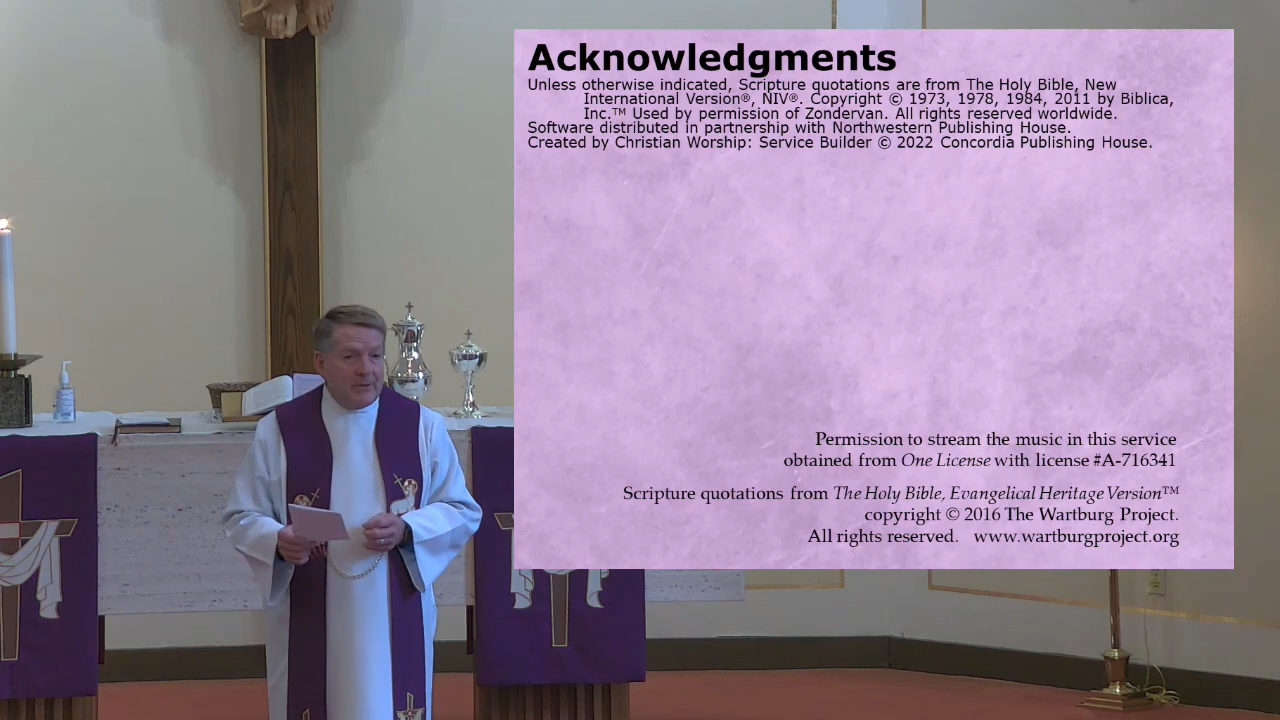 Acknowledgments
Unless otherwise indicated, Scripture quotations are from The Holy Bible, New
International Version®, NIV®. Copyright © 1973, 1978, 1984, 2011 by Biblica,
Inc.™ Used by permission of Zondervan. All rights reserved worldwide.
Software distributed in partnership with Northwestern Publishing House.
Created by Christian Worship: Service Builder © 2022 Concordia Publishing House.
Permission to stream the music in this service
obtained from One License with license #A-716341
Scripture quotations from The Holy Bible, Evangelical Heritage Version™
copyright © 2016 The Wartburg Project.
All rights reserved. www.wartburgproject.org